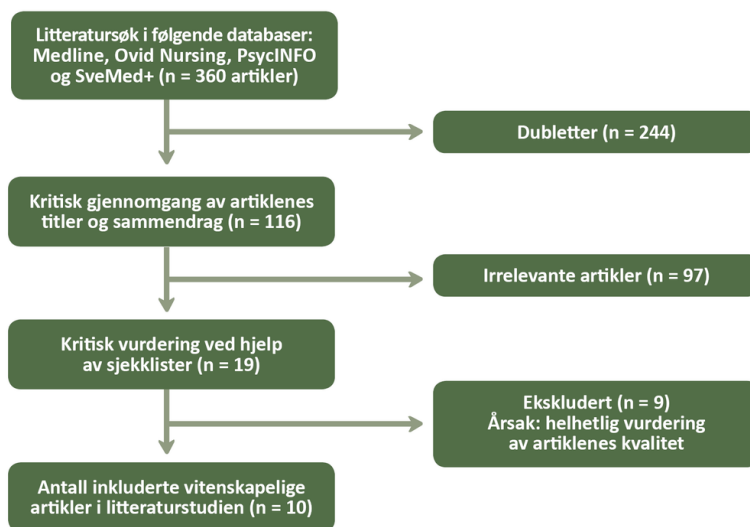 Litteratursøk i følgende databaser:
Medline, Ovid Nursing, PsycINFO
og SveMed+ (n = 360 artikler)
Dubletter (n = 244)
Kritisk gjennomgang av artiklenes
titler og sammendrag (n = 116)
Irrelevante artikler (n = 97)
Kritisk vurdering ved hjelp
av sjekklister (n = 19)
Ekskludert (n = 9)
Årsak: helhetlig vurdering
av artiklenes kvalitet
Antall inkluderte vitenskapelige
artikler i litteraturstudien (n = 10)